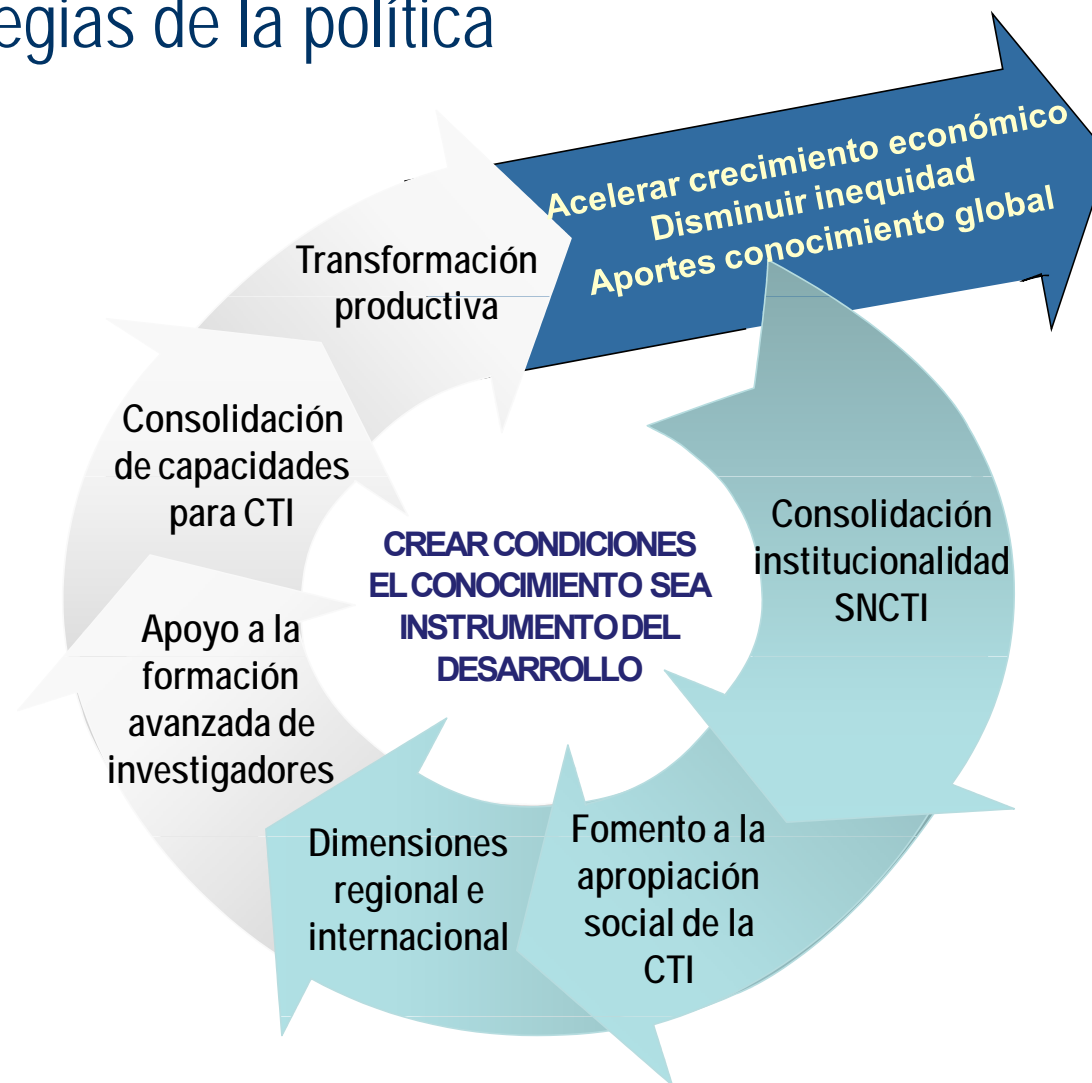 egias de la política
Acelerar crecimiento económico
Disminuir inequidad
Aportes conocimiento global
Transformación
productiva
Consolidación
de capacidades
para CTI
Apoyo a la
formación
avanzada de
investigadores
Dimensiones
regional e
internacional
Fomento a la
apropiación
social de la
CTI
Consolidación
institucionalidad
SNCTI
CREAR CONDICIONES
EL CONOCIMIENTO SEA
INSTRUMENTO DEL
DESARROLLO